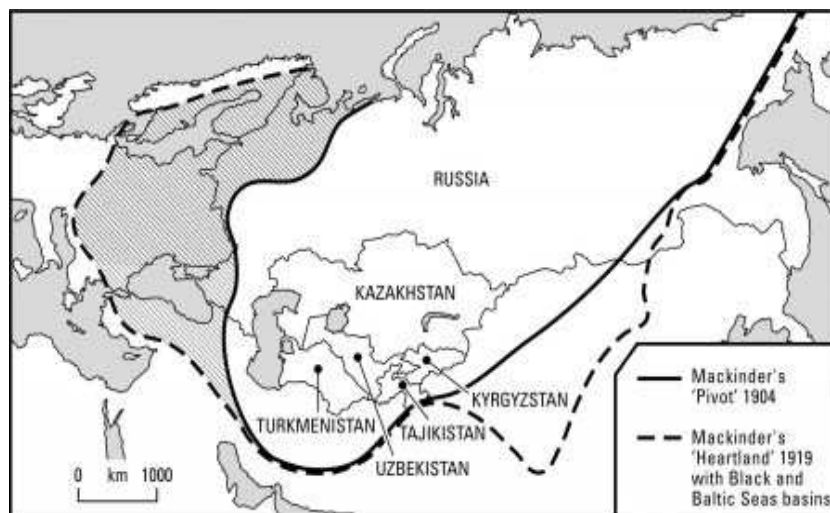 RUSSIA
KAZAKHSTAN
KYRGYZSTAN
TURKMENISTAN
TAJIKISTAN
UZBEKISTAN
0 km 1000
Mackinder's
'Pivot' 1904
Mackinder's
'Heartland' 1919
with Black and
Baltic Seas basins